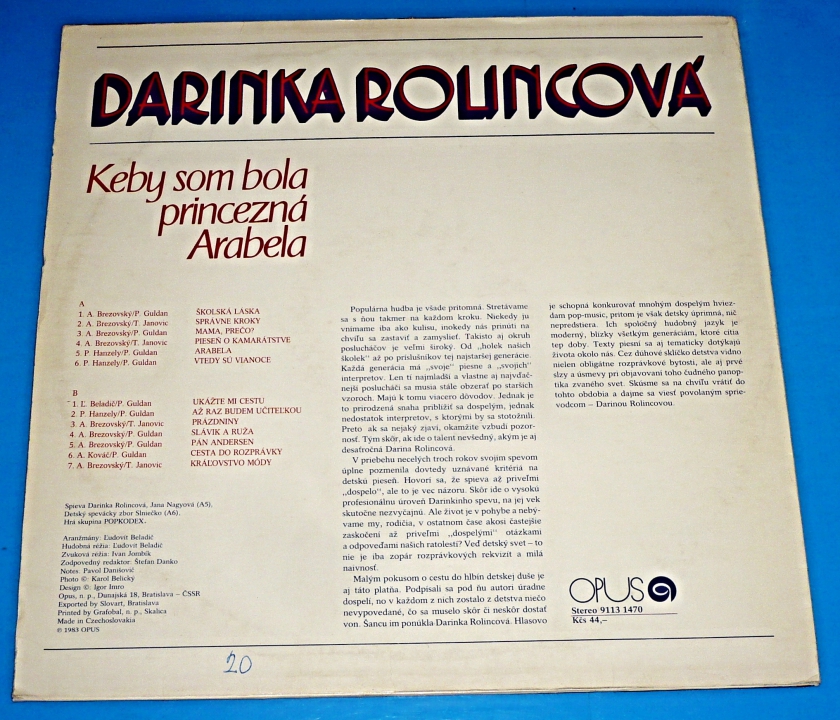 DARINKA ROLINCOVÁ
Keby som bola
princezná
Arabela
A
1. A. Brezovský/P. Guldan ŠKOLSKÁ LÁSKA
2. A. Brezovský/T. Janovic SPRÁVNE KROKY
3. A. Brezovský/P. Guldan MAMA, PREČO?
4. A. Brezovský/T. Janovic PIESEŇ O KAMARÁTSTVE
5. P. Hanzely/P. Guldan ARABELA
6. P. Hanzely/P. Guldan VTEDY SÚ VIANOCE
B
1. Ľ. Beladič/P. Guldan UKÁŽTE MI CESTU
2. P. Hanzely/P. Guldan AŽ RAZ BUDEM UČITEĽKOU
3. A. Brezovský/T. Janovic PRÁZDNINY
4. A. Brezovský/P. Guldan SLÁVIK A RUŽA
5. A. Brezovský/P. Guldan PÁN ANDERSEN
6. A. Kováč/P. Guldan CESTA DO ROZPRÁVKY
7. A. Brezovský/T. Janovic KRÁĽOVSTVO MÓDY
Spieva Darinka Rolincová, Jana Nagyová (A5),
Detský spevácky zbor Slniečko (A6),
Hrá skupina POPKODEX.
Aranžmány: Ľudovít Beladič
Hudobná réžia: Ľudovít Beladič
Zvuková réžia: Ivan Jombík
Zodpovedný redaktor: Štefan Danko
Notes: Pavol Danišovič
Photo ©: Karol Belický
Design ©: Igor Imro
Opus, n. p., Dunajská 18, Bratislava – ČSSR
Exported by Slovart, Bratislava
Printed by Grafobal, n. p., Skalica
Made in Czechoslovakia
℗ 1983 OPUS
Populárna hudba je všade prítomná. Stretávame
sa s ňou takmer na každom kroku. Niekedy ju
vnímame iba ako kulisu, inokedy nás prinúti na
chvíľu sa zastaviť a zamyslieť. Takisto aj okruh
poslucháčov je veľmi široký. Od „holek našich
školek" až po príslušníkov tej najstaršej generácie.
Každá generácia má „svoje" piesne a „svojich"
interpretov. Len tí najmladší a vlastne aj najvďač-
nejší poslucháči sa musia stále obzerať po starších
vzoroch. Majú k tomu viacero dôvodov. Jednak je
to prirodzená snaha priblížiť sa dospelým, jednak
nedostatok interpretov, s ktorými by sa stotožnili.
Preto ak sa nejaký zjaví, okamžite vzbudí pozor-
nosť. Tým skôr, ak ide o talent nevšedný, akým je aj
desaťročná Darina Rolincová.
V priebehu necelých troch rokov svojím spevom
úplne pozmenila dovtedy uznávané kritériá na
detskú pieseň. Hovorí sa, že spieva až priveľmi
„dospelo", ale to je vec názoru. Skôr ide o vysokú
profesionálnu úroveň Darinkinho spevu, na jej vek
skutočne nezvyčajnú. Ale život je v pohybe a nebý-
vame my, rodičia, v ostatnom čase akosi častejšie
zaskočení až priveľmi „dospelými" otázkami
a odpoveďami našich ratolestí? Veď detský svet – to
nie je iba zopár rozprávkových rekvizít a milá
naivnosť.
Malým pokusom o cestu do hlbín detskej duše je
aj táto platňa. Podpísali sa pod ňu autori úradne
dospelí, no v každom z nich zostalo z detstva niečo
nevypovedané, čo sa muselo skôr či neskôr dostať
von. Šancu im ponúkla Darinka Rolincová. Hlasovo
je schopná konkurovať mnohým dospelým hviez-
dam pop-music, pritom je však detsky úprimná, nič
nepredstiera. Ich spoločný hudobný jazyk je
moderný, blízky všetkým generáciám, ktoré cítia
tep doby. Texty piesní sa aj tematicky dotýkajú
života okolo nás. Cez dúhové sklíčko detstva vidno
nielen obligátne rozprávkové bytosti, ale aj prvé
slzy a úsmevy pri objavovaní toho čudného panop-
tika zvaného svet. Skúsme sa na chvíľu vrátiť do
tohto obdobia a dajme sa viesť povolaným sprie-
vodcom – Darinou Rolincovou.
OPUS
Stereo 9113 1470
Kčs 44,–
20